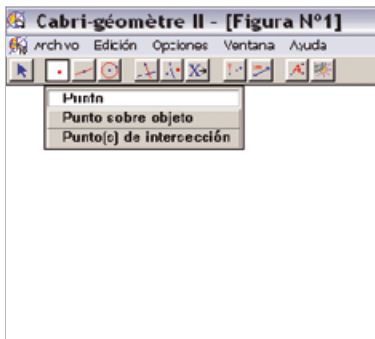 Cabri-géomètre II - [Figura Nº1]
Archivo Edición Opciones Ventana Ayuda
Punto
Punto sobre objeto
Punto(s) de intersección